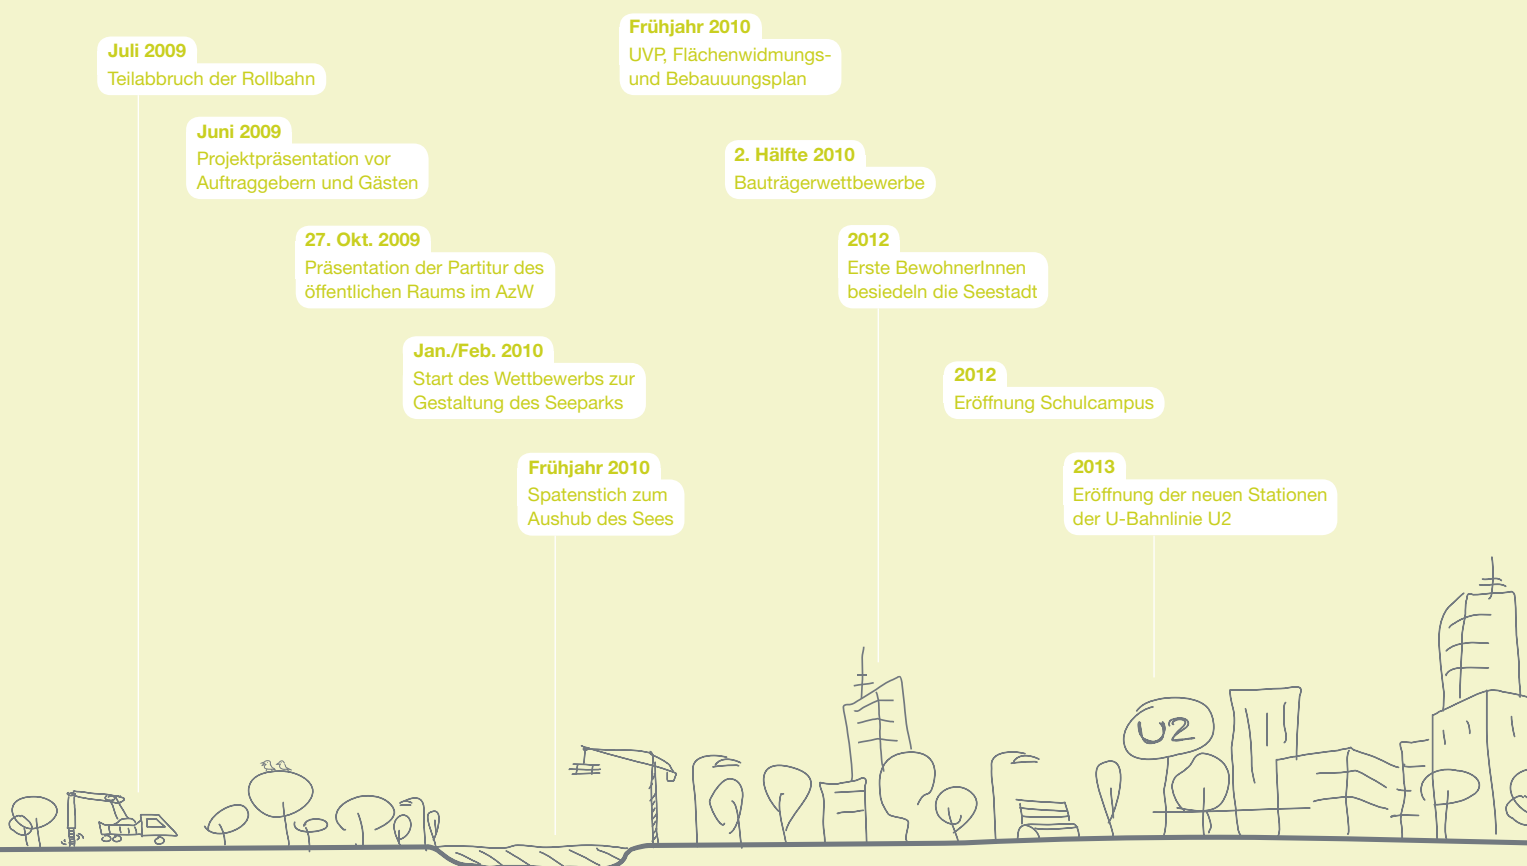 Juli 2009
Teilabbruch der Rollbahn
Juni 2009
Projektpräsentation vor
Auftraggebern und Gästen
27. Okt. 2009
Präsentation der Partitur des
öffentlichen Raums im AzW
Jan./Feb. 2010
Start des Wettbewerbs zur
Gestaltung des Seeparks
Frühjahr 2010
Spatenstich zum
Aushub des Sees
Frühjahr 2010
UVP, Flächenwidmungs-
und Bebauuungsplan
2. Hälfte 2010
Bauträgerwettbewerbe
2012
Erste BewohnerInnen
besiedeln die Seestadt
2012
Eröffnung Schulcampus
2013
Eröffnung der neuen Stationen
der U-Bahnlinie U2
U2